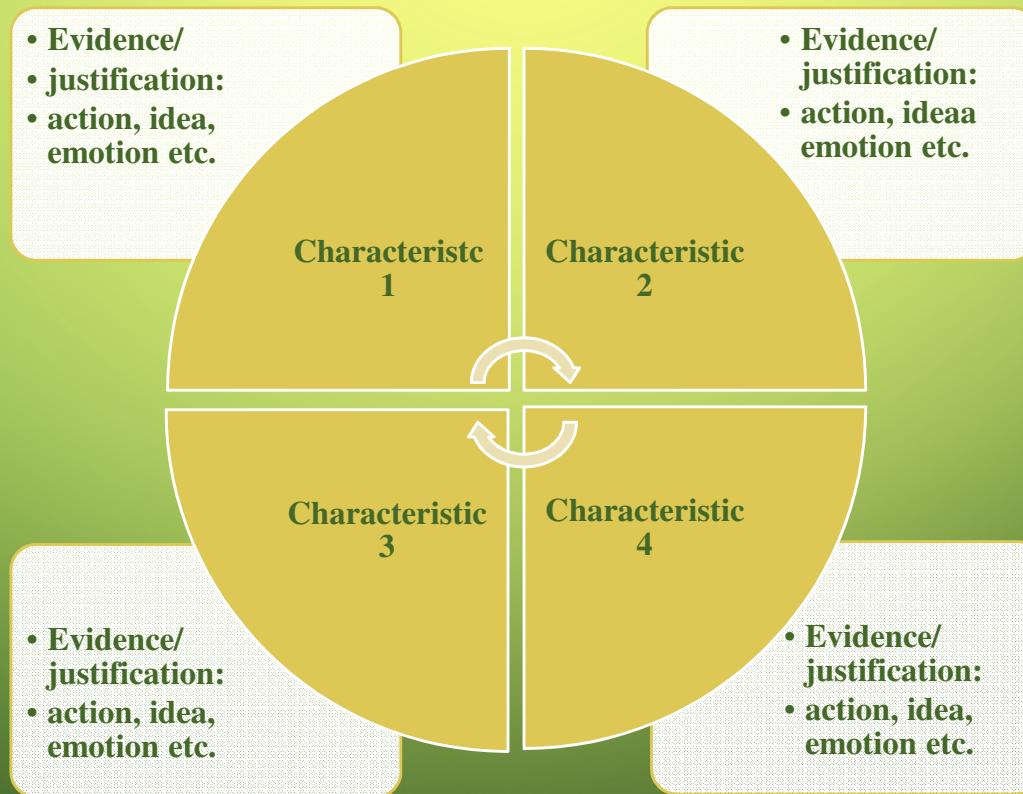 • Evidence/
• justification:
• action, idea,
emotion etc.
• Evidence/
justification:
• action, ideaa
emotion etc.
Characteristc
1
Characteristic
2
Characteristic
3
Characteristic
4
• Evidence/
justification:
• action, idea,
emotion etc.
• Evidence/
justification:
• action, idea,
emotion etc.